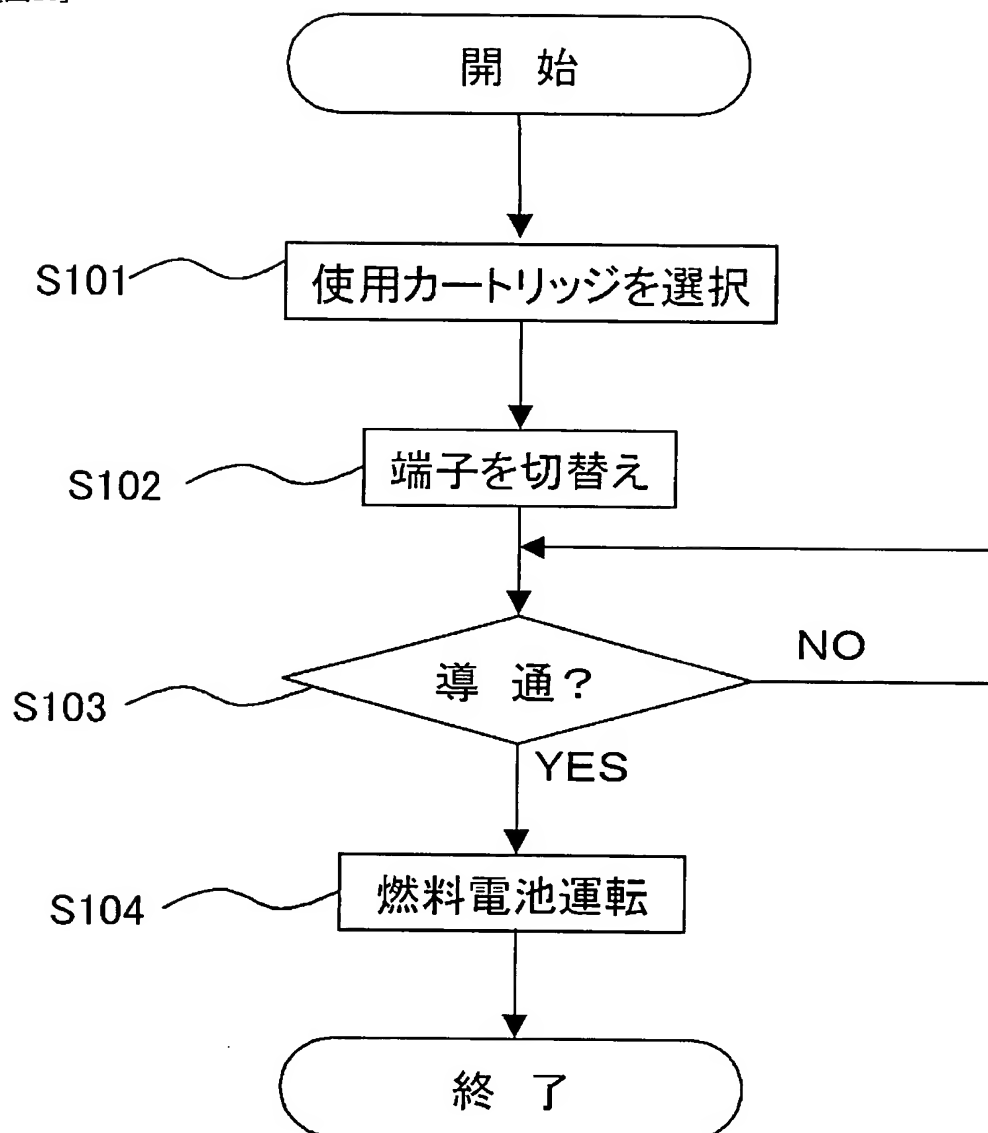 開 始
S101
使用カートリッジを選択
S102
端子を切替え
NO
S103
導 通?
YES
S104
燃料電池運転
終 了